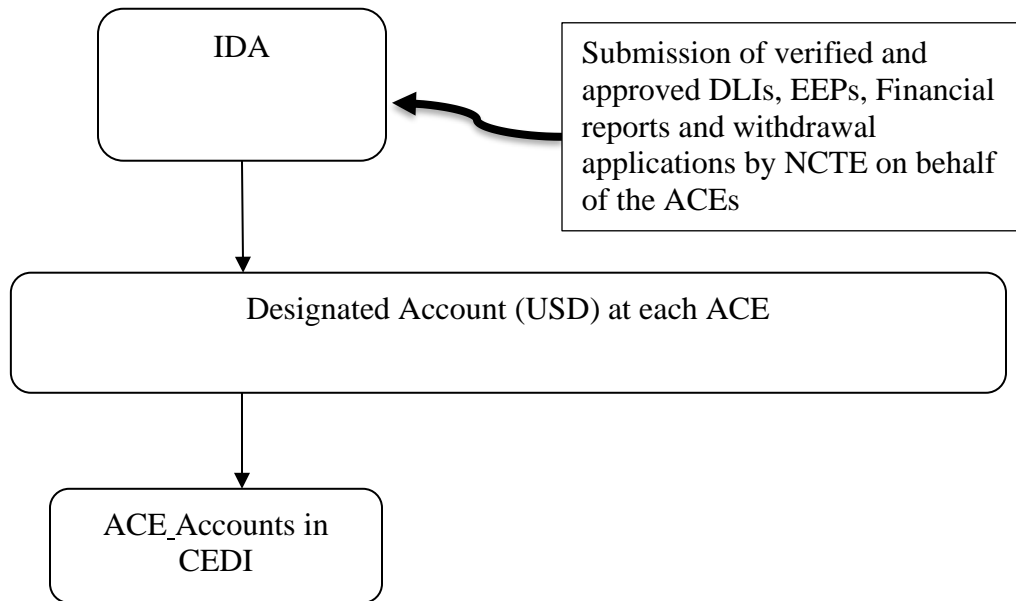 IDA
Submission of verified and
approved DLIs, EEPs, Financial
reports and withdrawal
applications by NCTE on behalf
of the ACEs
Designated Account (USD) at each ACE
ACE Accounts in
CEDI